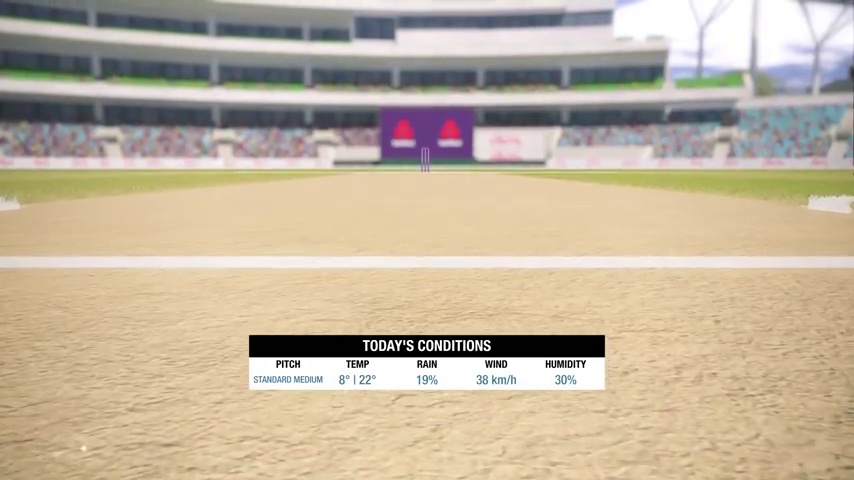 TODAY'S CONDITIONS
PITCH TEMP RAIN WIND HUMIDITY
STANDARD MEDIUM 8° | 22° 19% 38 km/h 30%